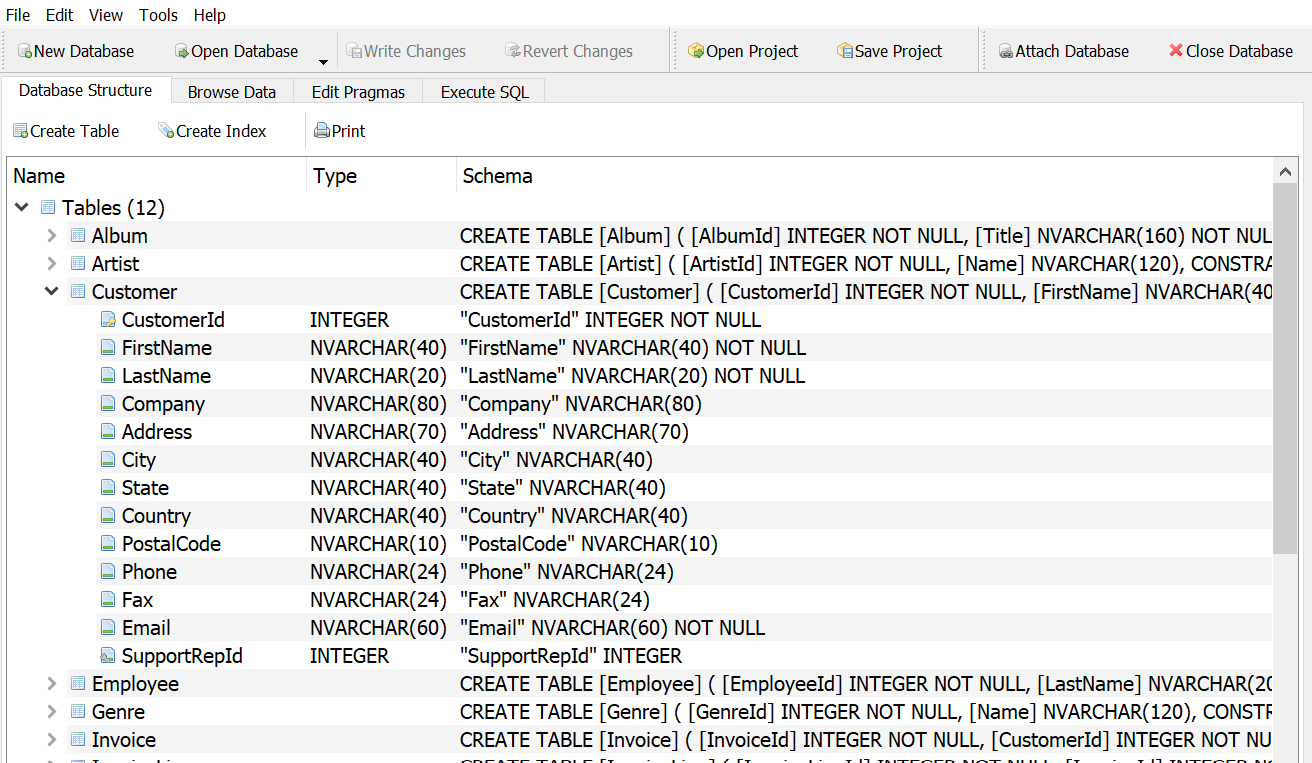 File Edit View Tools Help
New Database Open Database Write Changes Revert Changes Open Project Save Project Attach Database Close Database
Database Structure Browse Data Edit Pragmas Execute SQL
Create Table Create Index Print
Name Type Schema
Tables (12)
Album CREATE TABLE [Album] ( [AlbumId] INTEGER NOT NULL, [Title] NVARCHAR(160) NOT NUL
Artist CREATE TABLE [Artist] ( [ArtistId] INTEGER NOT NULL, [Name] NVARCHAR(120), CONSTRA
Customer CREATE TABLE [Customer] ( [CustomerId] INTEGER NOT NULL, [FirstName] NVARCHAR(40
CustomerId INTEGER "CustomerId" INTEGER NOT NULL
FirstName NVARCHAR(40) "FirstName" NVARCHAR(40) NOT NULL
LastName NVARCHAR(20) "LastName" NVARCHAR(20) NOT NULL
Company NVARCHAR(80) "Company" NVARCHAR(80)
Address NVARCHAR(70) "Address" NVARCHAR(70)
City NVARCHAR(40) "City" NVARCHAR(40)
State NVARCHAR(40) "State" NVARCHAR(40)
Country NVARCHAR(40) "Country" NVARCHAR(40)
PostalCode NVARCHAR(10) "PostalCode" NVARCHAR(10)
Phone NVARCHAR(24) "Phone" NVARCHAR(24)
Fax NVARCHAR(24) "Fax" NVARCHAR(24)
Email NVARCHAR(60) "Email" NVARCHAR(60) NOT NULL
SupportRepId INTEGER "SupportRepId" INTEGER
Employee CREATE TABLE [Employee] ( [EmployeeId] INTEGER NOT NULL, [LastName] NVARCHAR(20
Genre CREATE TABLE [Genre] ( [GenreId] INTEGER NOT NULL, [Name] NVARCHAR(120), CONSTR
Invoice CREATE TABLE [Invoice] ( [InvoiceId] INTEGER NOT NULL, [CustomerId] INTEGER NOT NU